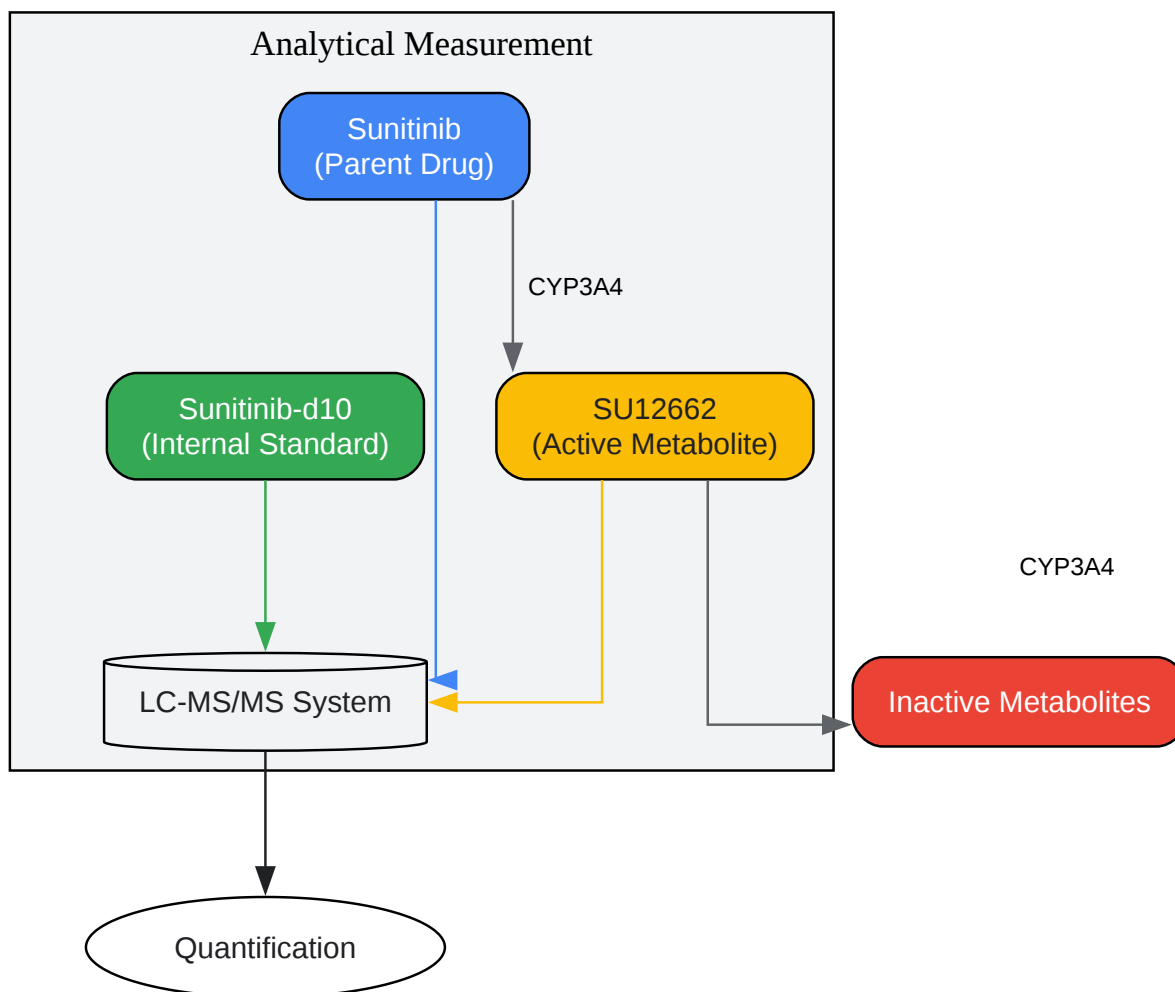 Analytical Measurement
Sunitinib
(Parent Drug)
CYP3A4
Sunitinib-d10
(Internal Standard)
SU12662
(Active Metabolite)
CYP3A4
LC-MS/MS System
Inactive Metabolites
Quantification